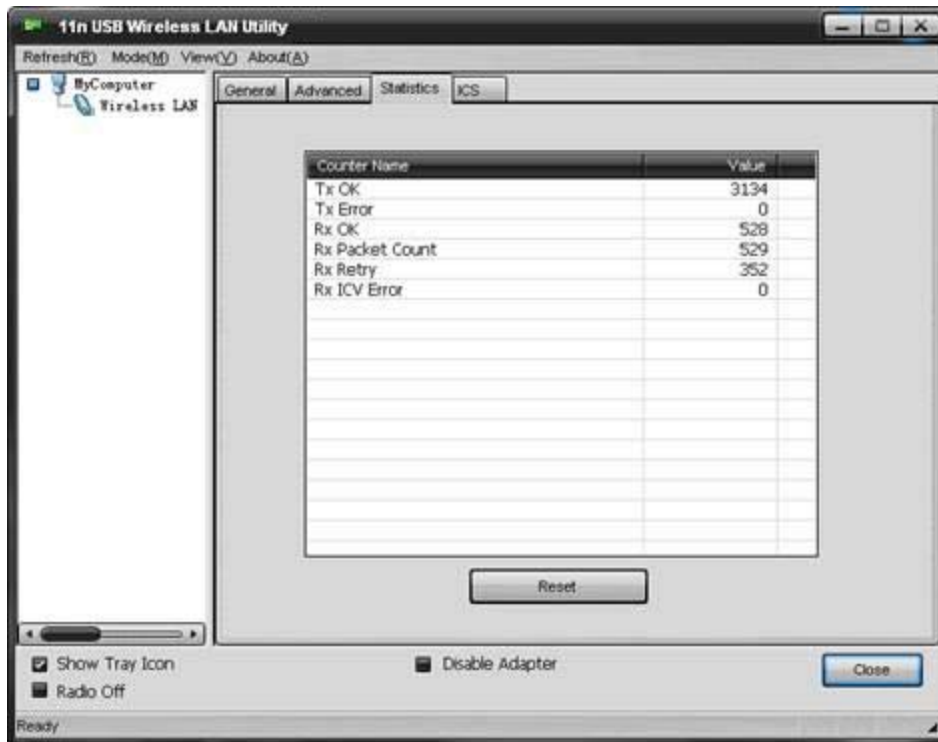 11n USB Wireless LAN Utility
Refresh(R) Mode(M) View(V) About(A)
MyComputer
Wireless LAN
General Advanced Statistics ICS
Counter Name Value
Tx OK 3134
Tx Error 0
Rx OK 528
Rx Packet Count 529
Rx Retry 352
Rx ICV Error 0
Reset
Show Tray Icon
Radio Off
Disable Adapter
Close
Ready